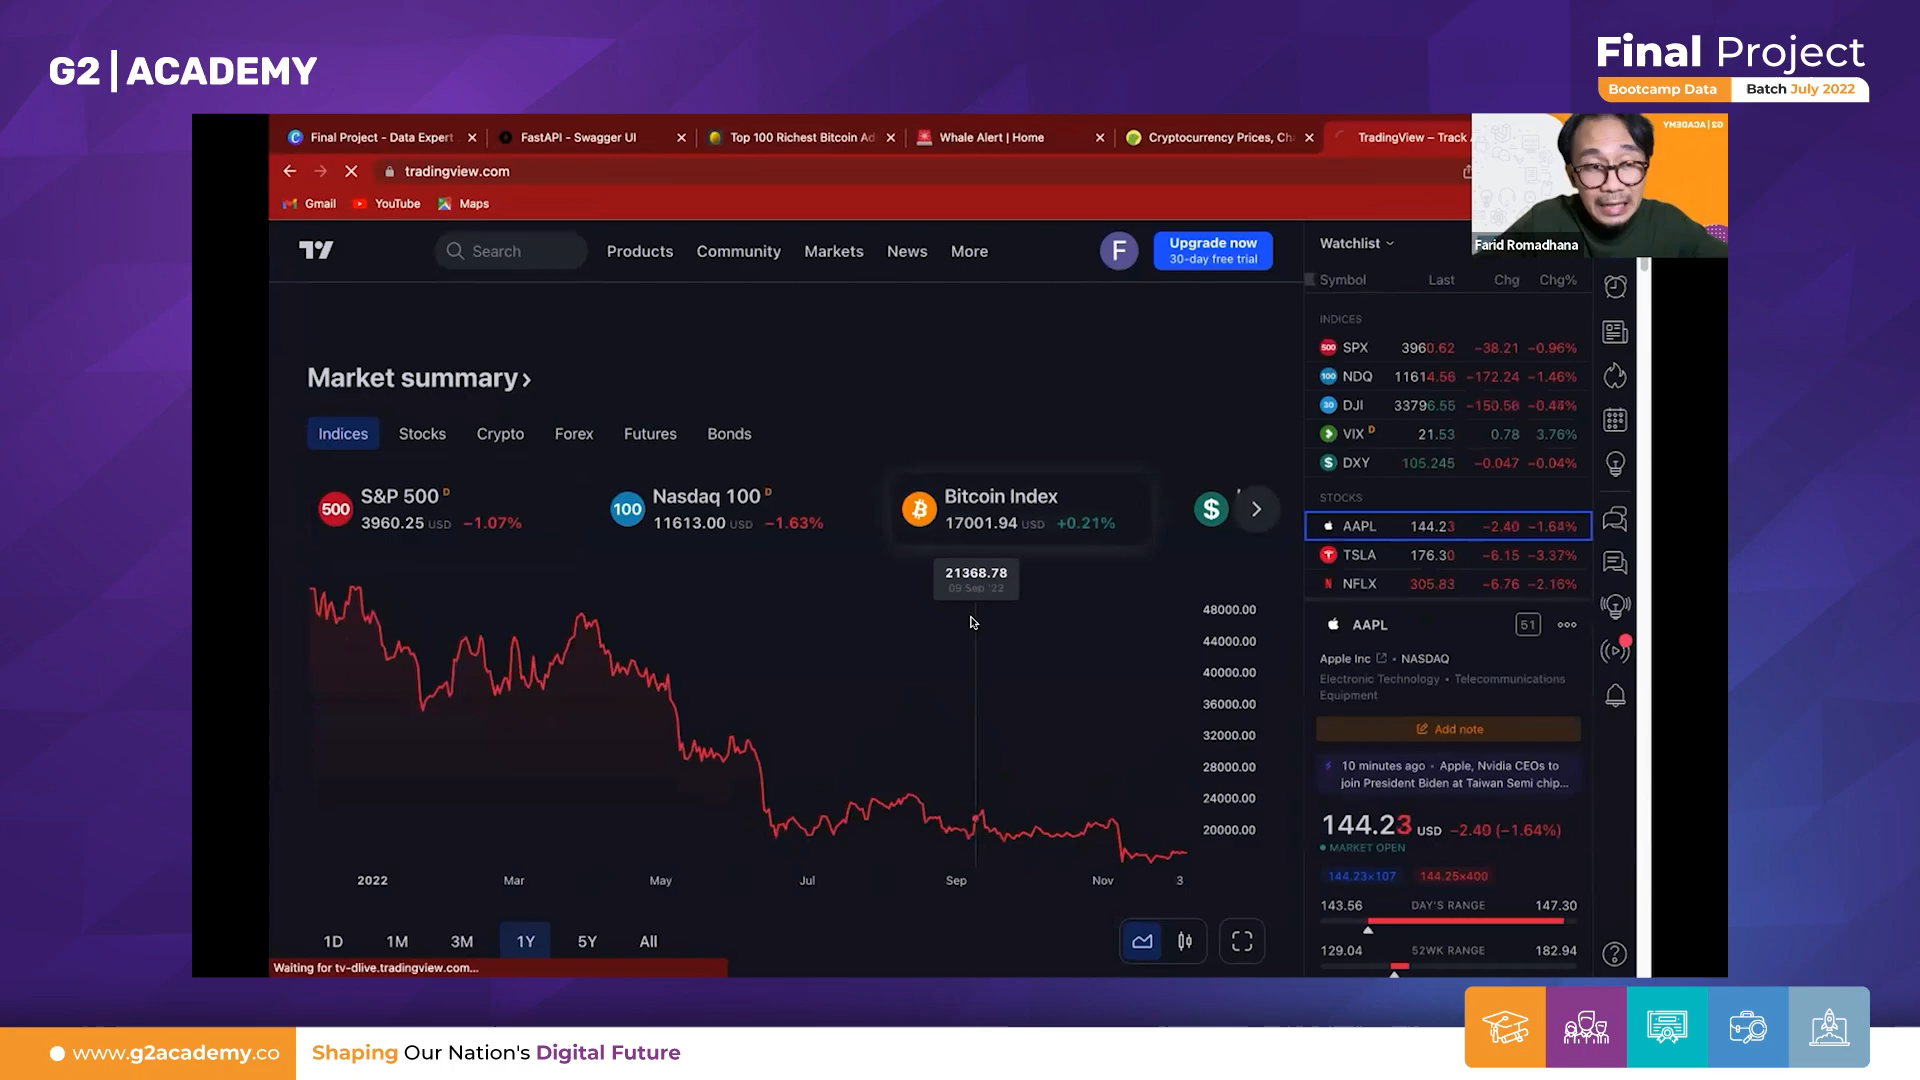 G2 | ACADEMY
Final Project
Bootcamp Data
Batch July 2022
Final Project - Data Expert
FastAPI - Swagger UI
Top 100 Richest Bitcoin Ad
Whale Alert | Home
Cryptocurrency Prices, Ch
TradingView – Track
tradingview.com
Gmail
YouTube
Maps
G2 | ACADEMY
Farid Romadhana
Search
Products
Community
Markets
News
More
F
Upgrade now
30-day free trial
Watchlist
Symbol Last Chg Chg%
INDICES
500 SPX 3960.62 −38.21 −0.96%
100 NDQ 11614.56 −172.24 −1.46%
30 DJI 33796.55 −150.56 −0.44%
VIX D 21.53 0.78 3.76%
$ DXY 105.245 −0.047 −0.04%
STOCKS
AAPL 144.23 −2.40 −1.64%
TSLA 176.30 −6.15 −3.37%
N NFLX 305.83 −6.76 −2.16%
Market summary
Indices
Stocks
Crypto
Forex
Futures
Bonds
500 S&P 500 D
3960.25 USD −1.07%
100 Nasdaq 100 D
11613.00 USD −1.63%
Bitcoin Index
17001.94 USD +0.21%
$
21368.78
09 Sep '22
48000.00
44000.00
40000.00
36000.00
32000.00
28000.00
24000.00
20000.00
2022 Mar May Jul Sep Nov 3
1D 1M 3M 1Y 5Y All
Waiting for tv-dlive.tradingview.com...
AAPL
51
Apple Inc • NASDAQ
Electronic Technology • Telecommunications
Equipment
Add note
10 minutes ago • Apple, Nvidia CEOs to
join President Biden at Taiwan Semi chip...
144.23 USD −2.40 (−1.64%)
MARKET OPEN
144.23×107 144.25×400
143.56 DAY'S RANGE 147.30
129.04 52WK RANGE 182.94
www.g2academy.co
Shaping Our Nation's Digital Future